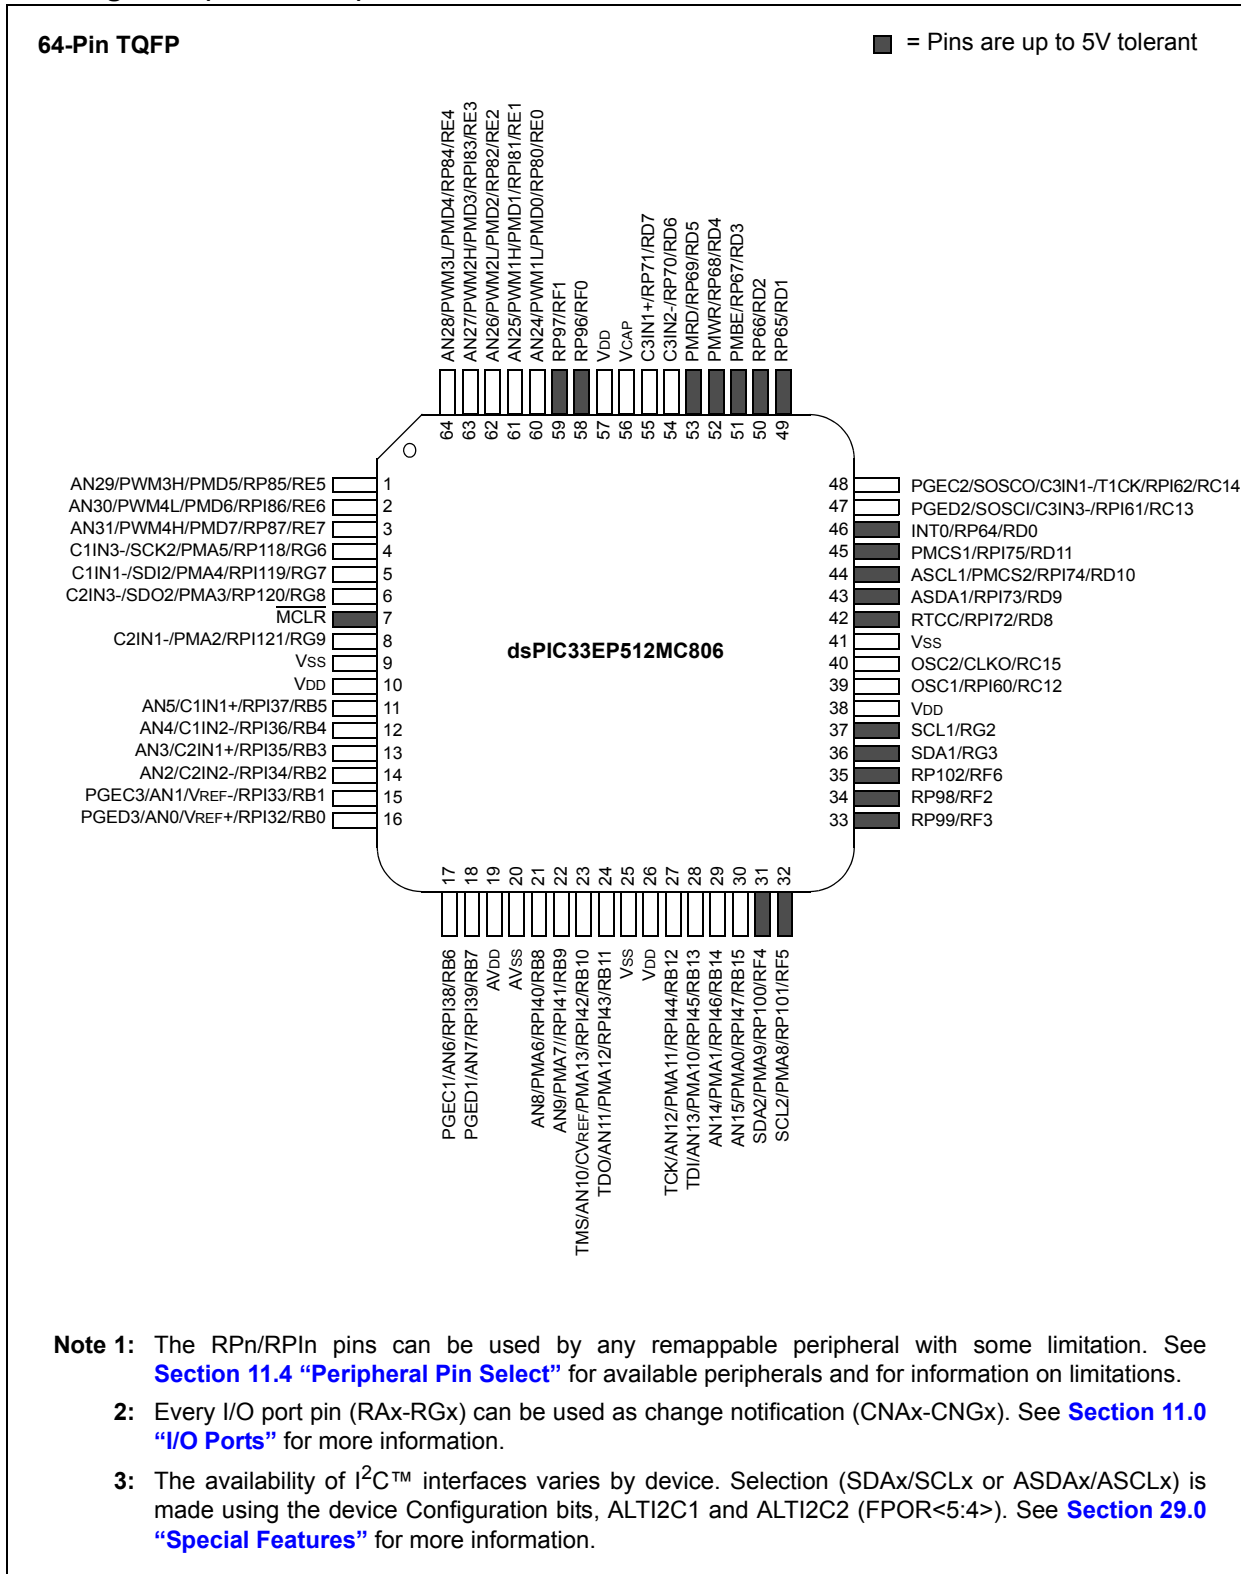 64-Pin TQFP
= Pins are up to 5V tolerant
AN28/PWM3L/PMD4/RP84/RE4
AN27/PWM2H/PMD3/RPI83/RE3
AN26/PWM2L/PMD2/RP82/RE2
AN25/PWM1H/PMD1/RPI81/RE1
AN24/PWM1L/PMD0/RP80/RE0
RP97/RF1
RP96/RF0
VDD
VCAP
C3IN1+/RP71/RD7
C3IN2-/RP70/RD6
PMRD/RP69/RD5
PMWR/RP68/RD4
PMBE/RP67/RD3
RP66/RD2
RP65/RD1
64 63 62 61 60 59 58 57 56 55 54 53 52 51 50 49
AN29/PWM3H/PMD5/RP85/RE5 1
AN30/PWM4L/PMD6/RPI86/RE6 2
AN31/PWM4H/PMD7/RP87/RE7 3
C1IN3-/SCK2/PMA5/RP118/RG6 4
C1IN1-/SDI2/PMA4/RPI119/RG7 5
C2IN3-/SDO2/PMA3/RP120/RG8 6
MCLR 7
C2IN1-/PMA2/RPI121/RG9 8
VSS 9
VDD 10
AN5/C1IN1+/RPI37/RB5 11
AN4/C1IN2-/RPI36/RB4 12
AN3/C2IN1+/RPI35/RB3 13
AN2/C2IN2-/RPI34/RB2 14
PGEC3/AN1/VREF-/RPI33/RB1 15
PGED3/AN0/VREF+/RPI32/RB0 16
dsPIC33EP512MC806
48 PGEC2/SOSCO/C3IN1-/T1CK/RPI62/RC14
47 PGED2/SOSCI/C3IN3-/RPI61/RC13
46 INT0/RP64/RD0
45 PMCS1/RPI75/RD11
44 ASCL1/PMCS2/RPI74/RD10
43 ASDA1/RPI73/RD9
42 RTCC/RPI72/RD8
41 VSS
40 OSC2/CLKO/RC15
39 OSC1/RPI60/RC12
38 VDD
37 SCL1/RG2
36 SDA1/RG3
35 RP102/RF6
34 RP98/RF2
33 RP99/RF3
17 18 19 20 21 22 23 24 25 26 27 28 29 30 31 32
PGEC1/AN6/RPI38/RB6
PGED1/AN7/RPI39/RB7
AVDD
AVSS
AN8/PMA6/RPI40/RB8
AN9/PMA7//RPI41/RB9
TMS/AN10/CVREF/PMA13/RPI42/RB10
TDO/AN11/PMA12/RPI43/RB11
VSS
VDD
TCK/AN12/PMA11/RPI44/RB12
TDI/AN13/PMA10/RPI45/RB13
AN14/PMA1/RPI46/RB14
AN15/PMA0/RPI47/RB15
SDA2/PMA9/RP100/RF4
SCL2/PMA8/RP101/RF5
Note 1: The RPn/RPIn pins can be used by any remappable peripheral with some limitation. See
Section 11.4 “Peripheral Pin Select” for available peripherals and for information on limitations.
2: Every I/O port pin (RAx-RGx) can be used as change notification (CNAx-CNGx). See Section 11.0
“I/O Ports” for more information.
3: The availability of I2C™ interfaces varies by device. Selection (SDAx/SCLx or ASDAx/ASCLx) is
made using the device Configuration bits, ALTI2C1 and ALTI2C2 (FPOR<5:4>). See Section 29.0
“Special Features” for more information.